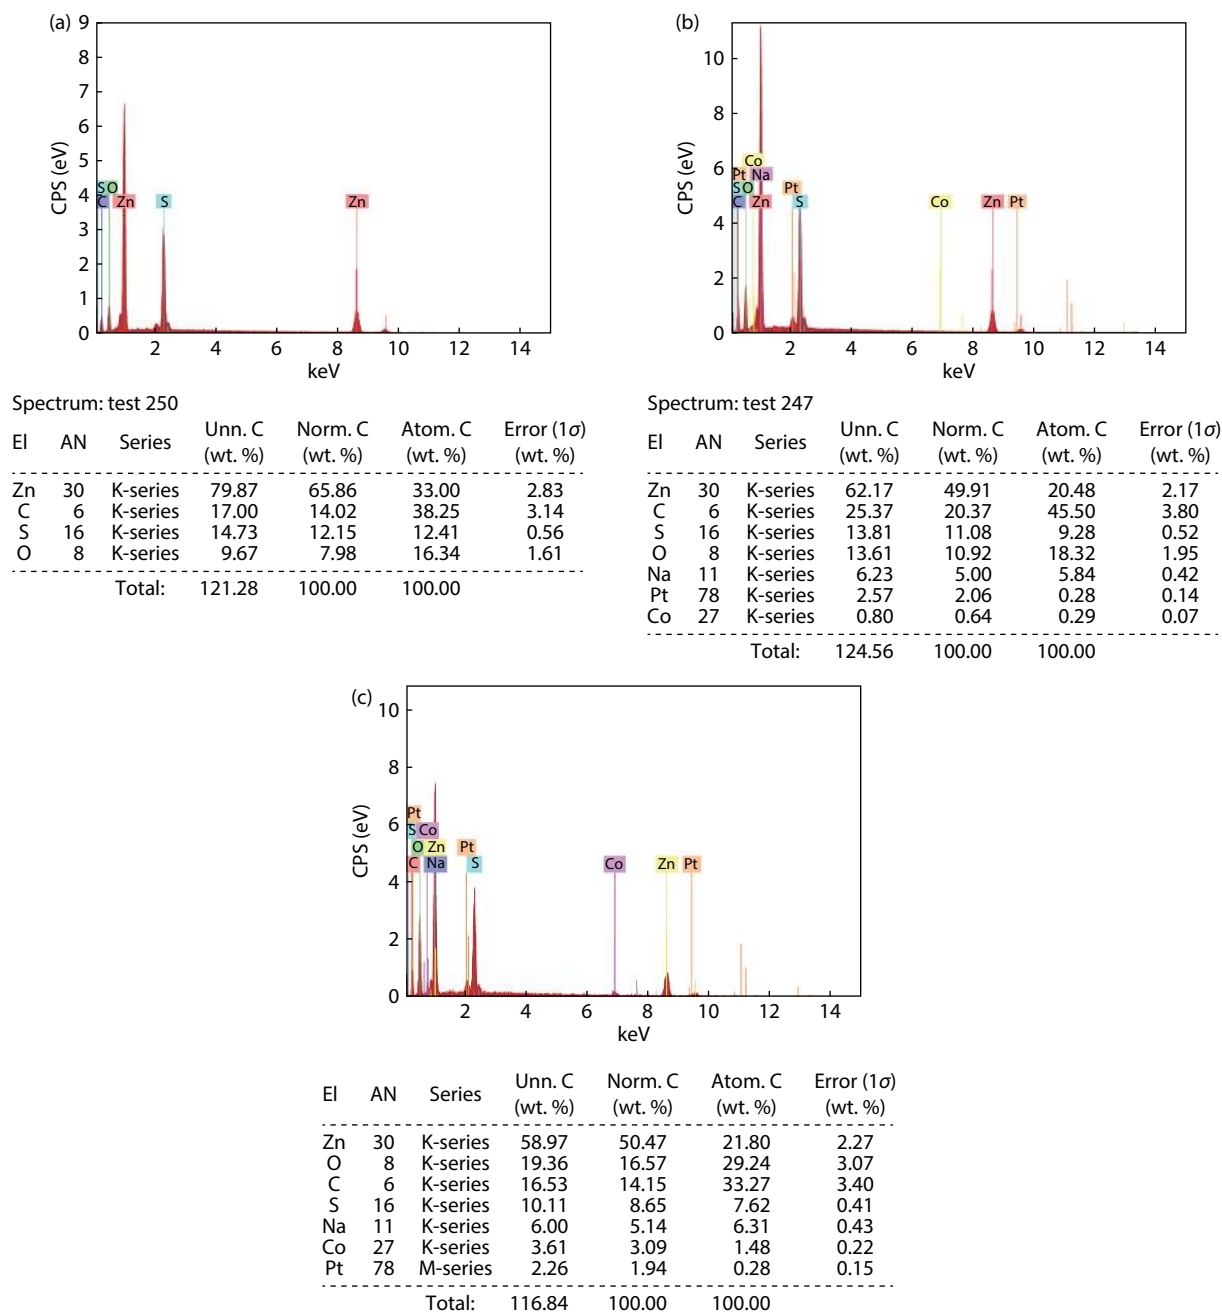 (a)
9
8
7
6
5
4
3
2
1
0
CPS (eV)
S O
C Zn S Zn
2 4 6 8 10 12 14
keV
Spectrum: test 250
El AN Series Unn. C (wt. %) Norm. C (wt. %) Atom. C (wt. %) Error (1σ) (wt. %)
Zn 30 K-series 79.87 65.86 33.00 2.83
C 6 K-series 17.00 14.02 38.25 3.14
S 16 K-series 14.73 12.15 12.41 0.56
O 8 K-series 9.67 7.98 16.34 1.61
Total: 121.28 100.00 100.00
(b)
10
8
6
4
2
0
CPS (eV)
Co
Pt Na
S O Pt
C Zn S Co Zn Pt
2 4 6 8 10 12 14
keV
Spectrum: test 247
El AN Series Unn. C (wt. %) Norm. C (wt. %) Atom. C (wt. %) Error (1σ) (wt. %)
Zn 30 K-series 62.17 49.91 20.48 2.17
C 6 K-series 25.37 20.37 45.50 3.80
S 16 K-series 13.81 11.08 9.28 0.52
O 8 K-series 13.61 10.92 18.32 1.95
Na 11 K-series 6.23 5.00 5.84 0.42
Pt 78 K-series 2.57 2.06 0.28 0.14
Co 27 K-series 0.80 0.64 0.29 0.07
Total: 124.56 100.00 100.00
(c)
10
8
6
4
2
0
CPS (eV)
Pt
S Co
O Zn Pt
C Na S Co Zn Pt
2 4 6 8 10 12 14
keV
El AN Series Unn. C (wt. %) Norm. C (wt. %) Atom. C (wt. %) Error (1σ) (wt. %)
Zn 30 K-series 58.97 50.47 21.80 2.27
O 8 K-series 19.36 16.57 29.24 3.07
C 6 K-series 16.53 14.15 33.27 3.40
S 16 K-series 10.11 8.65 7.62 0.41
Na 11 K-series 6.00 5.14 6.31 0.43
Co 27 K-series 3.61 3.09 1.48 0.22
Pt 78 M-series 2.26 1.94 0.28 0.15
Total: 116.84 100.00 100.00